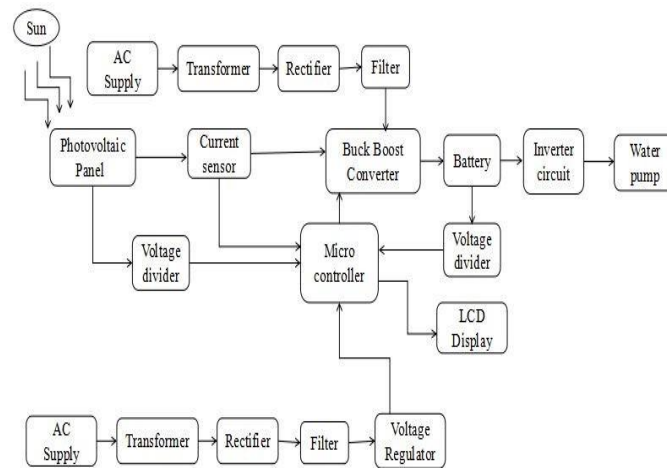 Sun
AC
Supply
Transformer
Rectifier
Filter
Photovoltaic
Panel
Current
sensor
Buck Boost
Converter
Battery
Inverter
circuit
Water
pump
Voltage
divider
Micro
controller
Voltage
divider
LCD
Display
AC
Supply
Transformer
Rectifier
Filter
Voltage
Regulator